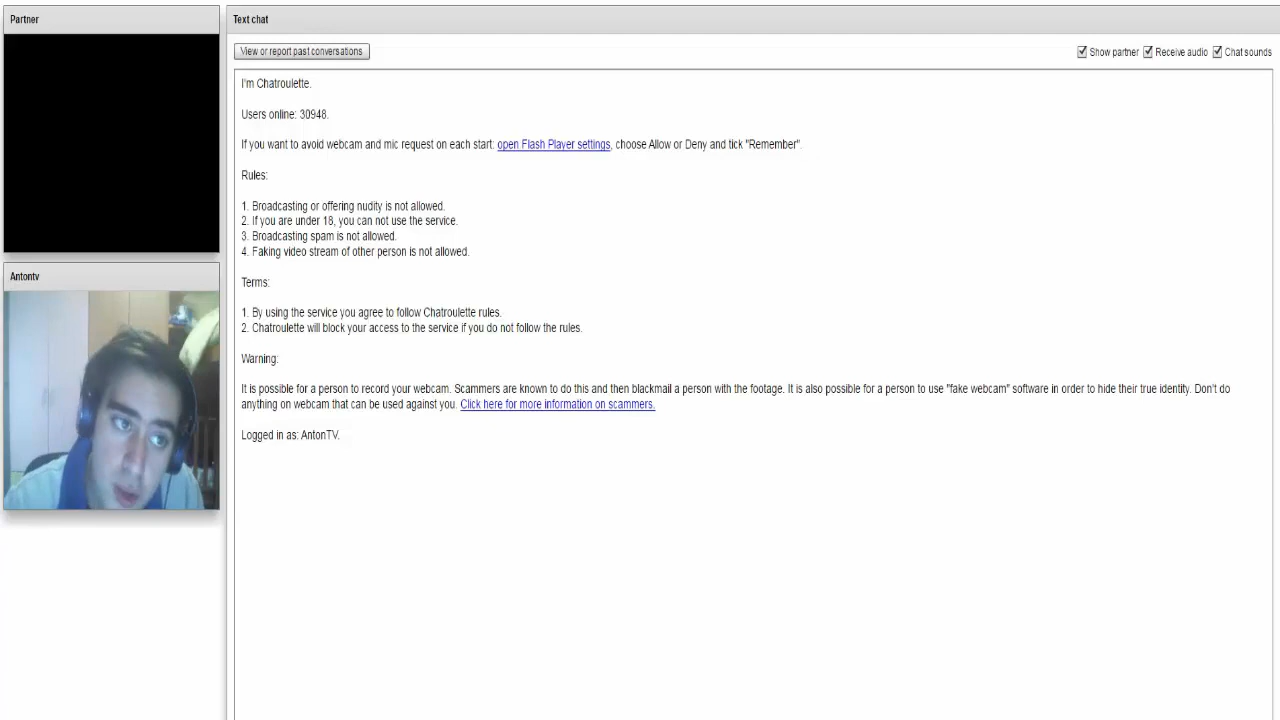 Partner
Text chat
View or report past conversations
Show partner
Receive audio
Chat sounds
I'm Chatroulette.
Users online: 30948.
If you want to avoid webcam and mic request on each start: open Flash Player settings, choose Allow or Deny and tick "Remember".
Rules:
1. Broadcasting or offering nudity is not allowed.
2. If you are under 18, you can not use the service.
3. Broadcasting spam is not allowed.
4. Faking video stream of other person is not allowed.
Antontv
Terms:
1. By using the service you agree to follow Chatroulette rules.
2. Chatroulette will block your access to the service if you do not follow the rules.
Warning:
It is possible for a person to record your webcam. Scammers are known to do this and then blackmail a person with the footage. It is also possible for a person to use "fake webcam" software in order to hide their true identity. Don't do
anything on webcam that can be used against you. Click here for more information on scammers.
Logged in as: AntonTV.